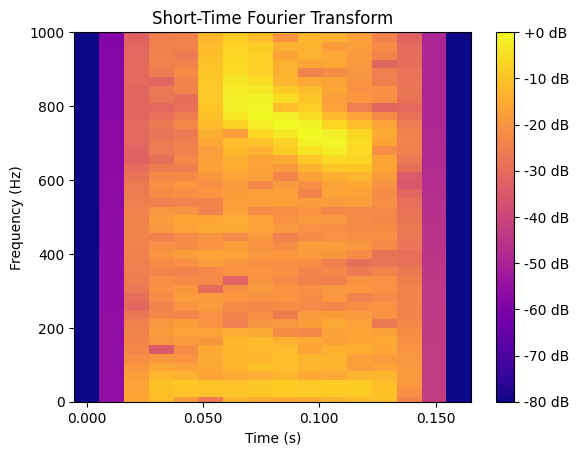 Short-Time Fourier Transform
1000
800
600
400
200
0
Frequency (Hz)
0.000
0.050
0.100
0.150
Time (s)
+0 dB
-10 dB
-20 dB
-30 dB
-40 dB
-50 dB
-60 dB
-70 dB
-80 dB